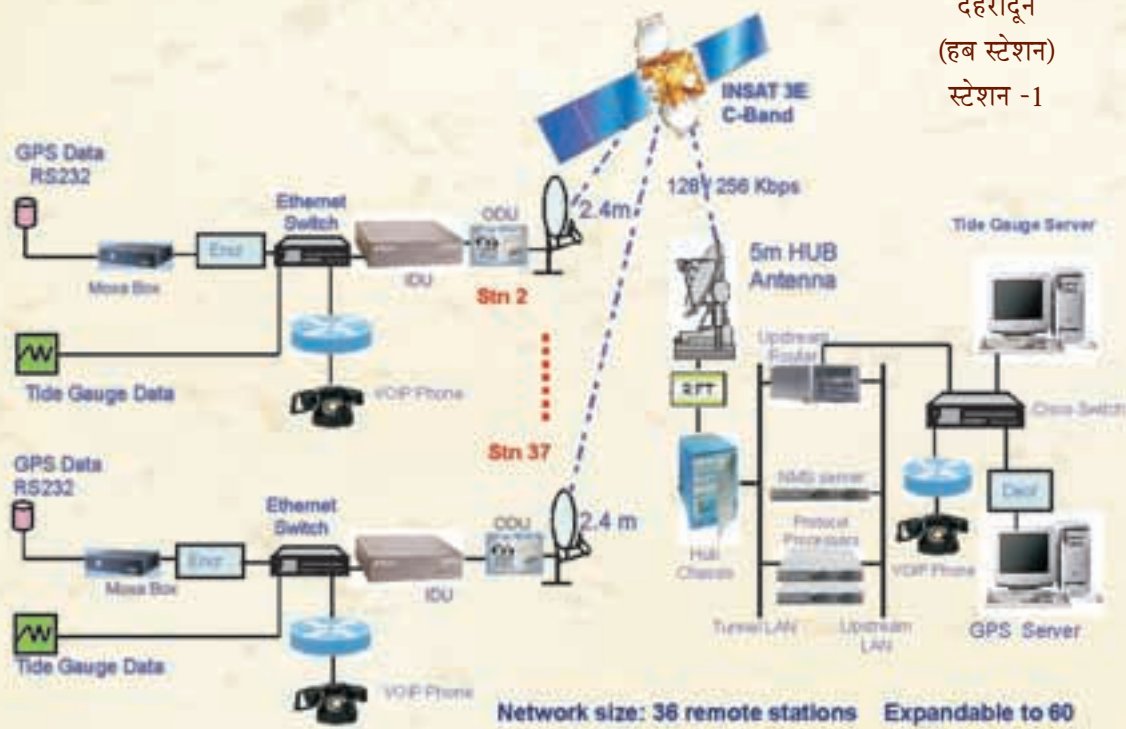 देहरादून
(हब स्टेशन)
स्टेशन -1
INSAT 3E
C-Band
GPS Data
RS232
Ethernet
Switch
ODU
2.4m
128/ 256 Kbps
Encr
Moxa Box
IDU
Stn 2
Tide Gauge Data
VOIP Phone
5m HUB
Antenna
Tide Gauge Server
Upstream
Router
RFT
Cisco Switch
Stn 37
GPS Data
RS232
Ethernet
Switch
ODU
2.4 m
Encr
Moxa Box
IDU
Tide Gauge Data
VOIP Phone
NMS server
Protocol
Processors
Hub
Chassis
Decr
VOIP Phone
Tunnel LAN
Upstream
LAN
GPS Server
Network size: 36 remote stations Expandable to 60